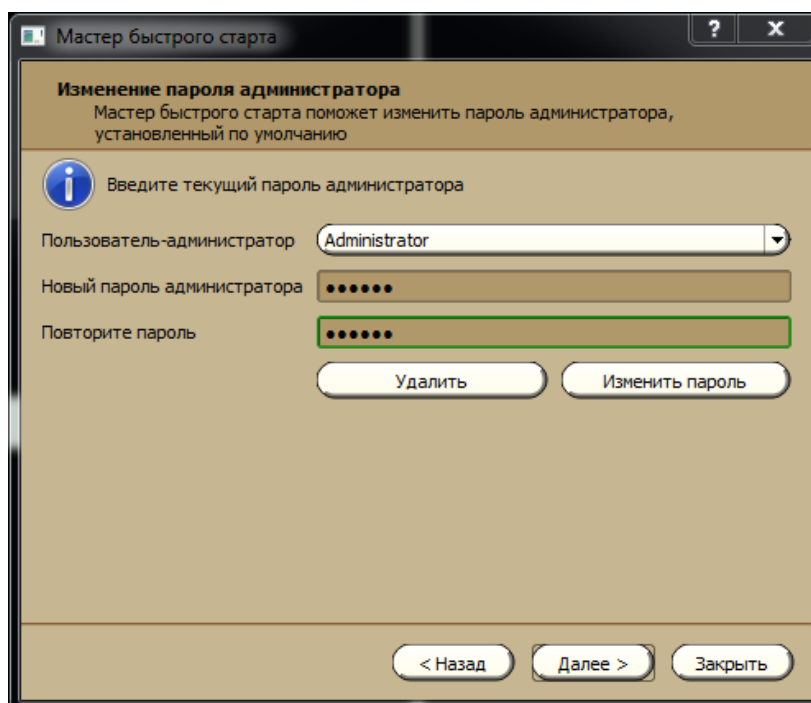 Мастер быстрого старта
Изменение пароля администратора
Мастер быстрого старта поможет изменить пароль администратора,
установленный по умолчанию
Введите текущий пароль администратора
Пользователь-администратор Administrator
Новый пароль администратора ●●●●●●
Повторите пароль ●●●●●●
Удалить Изменить пароль
< Назад Далее > Закрыть